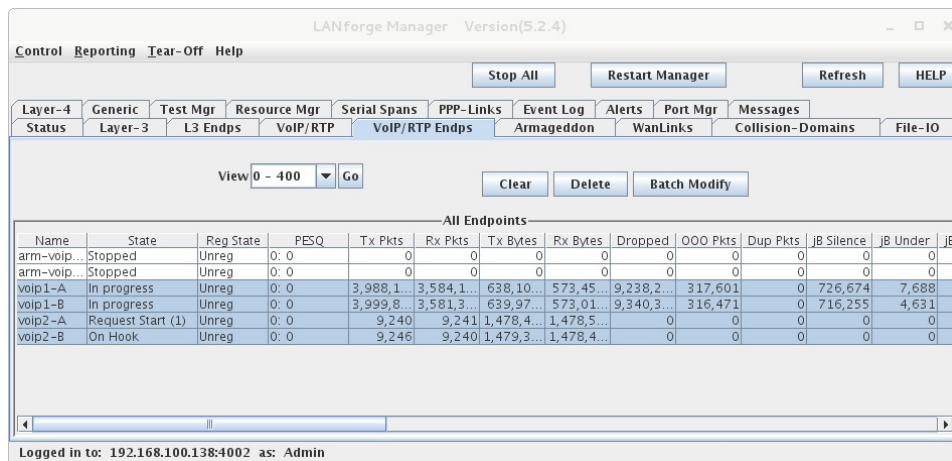 LANforge Manager Version(5.2.4)
Control Reporting Tear-Off Help
Stop All Restart Manager Refresh HELP
Layer-4 Generic Test Mgr Resource Mgr Serial Spans PPP-Links Event Log Alerts Port Mgr Messages
Status Layer-3 L3 Endps VoIP/RTP VoIP/RTP Endps Armageddon WanLinks Collision-Domains File-IO
View 0 - 400 Go Clear Delete Batch Modify
All Endpoints
Name State Reg State PESQ Tx Pkts Rx Pkts Tx Bytes Rx Bytes Dropped OOO Pkts Dup Pkts jB Silence jB Under jB
arm-voip... Stopped Unreg 0: 0 0 0 0 0 0 0 0 0 0
arm-voip... Stopped Unreg 0: 0 0 0 0 0 0 0 0 0 0
voip1-A In progress Unreg 0: 0 3,988,1... 3,584,1... 638,10... 573,45... 9,238,2... 317,601 0 726,674 7,688
voip1-B In progress Unreg 0: 0 3,999,8... 3,581,3... 639,97... 573,01... 9,340,3... 316,471 0 716,255 4,631
voip2-A Request Start (1) Unreg 0: 0 9,240 9,241 1,478,4... 1,478,5... 0 0 0 0 0
voip2-B On Hook Unreg 0: 0 9,246 9,240 1,479,3... 1,478,4... 0 0 0 0 0
Logged in to: 192.168.100.138:4002 as: Admin